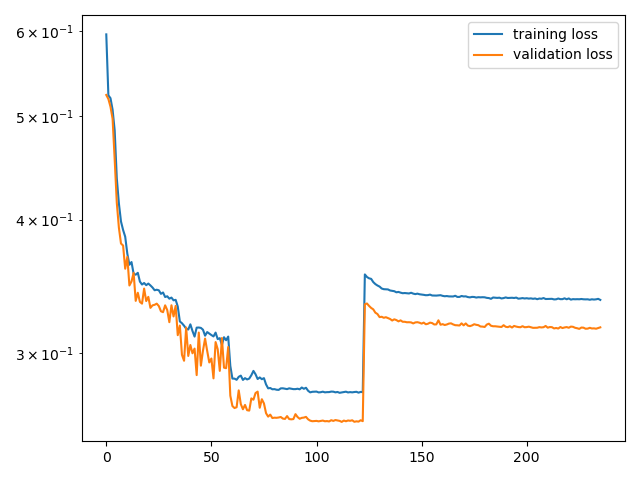 6 × 10⁻¹
5 × 10⁻¹
4 × 10⁻¹
3 × 10⁻¹
training loss
validation loss
0 50 100 150 200